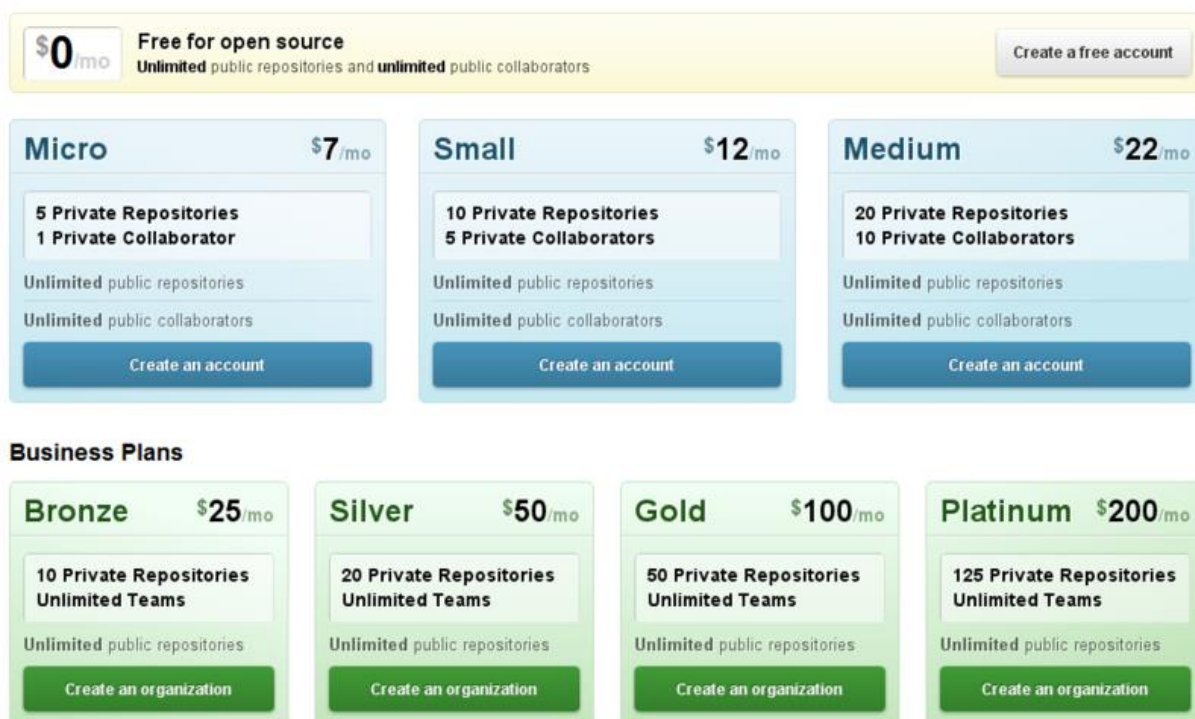 $0/mo
Free for open source
Unlimited public repositories and unlimited public collaborators
Create a free account
Micro $7/mo
5 Private Repositories
1 Private Collaborator
Unlimited public repositories
Unlimited public collaborators
Create an account
Small $12/mo
10 Private Repositories
5 Private Collaborators
Unlimited public repositories
Unlimited public collaborators
Create an account
Medium $22/mo
20 Private Repositories
10 Private Collaborators
Unlimited public repositories
Unlimited public collaborators
Create an account
Business Plans
Bronze $25/mo
10 Private Repositories
Unlimited Teams
Unlimited public repositories
Create an organization
Silver $50/mo
20 Private Repositories
Unlimited Teams
Unlimited public repositories
Create an organization
Gold $100/mo
50 Private Repositories
Unlimited Teams
Unlimited public repositories
Create an organization
Platinum $200/mo
125 Private Repositories
Unlimited Teams
Unlimited public repositories
Create an organization